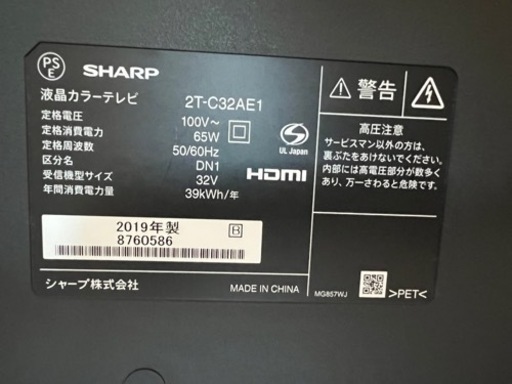 PS
E
SHARP
液晶カラーテレビ 2T-C32AE1
定格電圧 100V～
定格消費電力 65W
定格周波数 50/60Hz
区分名 DN1
受信機型サイズ 32V
年間消費電力量 39kWh/年
UL Japan
HDMI
2019年製
8760586
B
シャープ株式会社
MADE IN CHINA
警告
高圧注意
サービスマン以外の方は、
裏ぶたをあけないでください。
内部には高電圧部分が数多く
あり、万一さわると危険です。
MG857WJ
>PET<